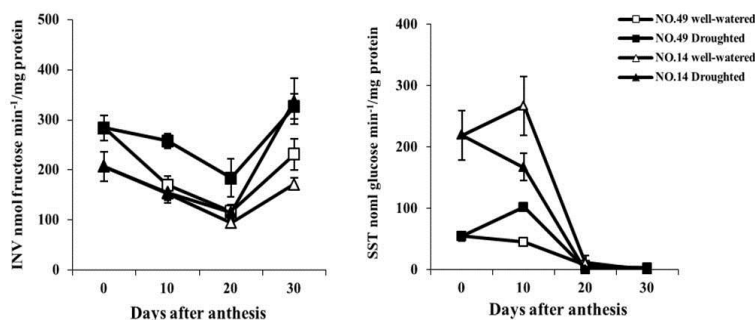 INV nmol fructose min⁻¹/mg protein
500
400
300
200
100
0
0 10 20 30
Days after anthesis
SST noml glucose min⁻¹/mg protein
400
300
200
100
0
0 10 20 30
Days after anthesis
NO.49 well-watered
NO.49 Droughted
NO.14 well-watered
NO.14 Droughted